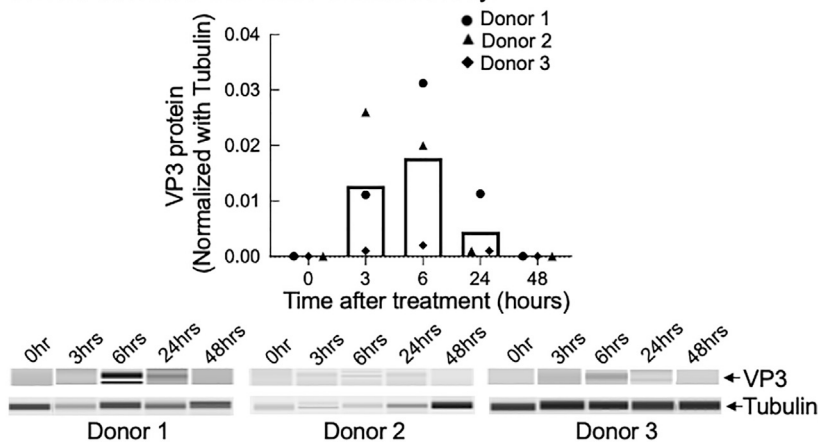 Donor 1
Donor 2
Donor 3
VP3 protein
(Normalized with Tubulin)
0.04
0.03
0.02
0.01
0.00
0 3 6 24 48
Time after treatment (hours)
0hr 3hrs 6hrs 24hrs 48hrs 0hr 3hrs 6hrs 24hrs 48hrs 0hr 3hrs 6hrs 24hrs 48hrs
VP3
Tubulin
Donor 1 Donor 2 Donor 3